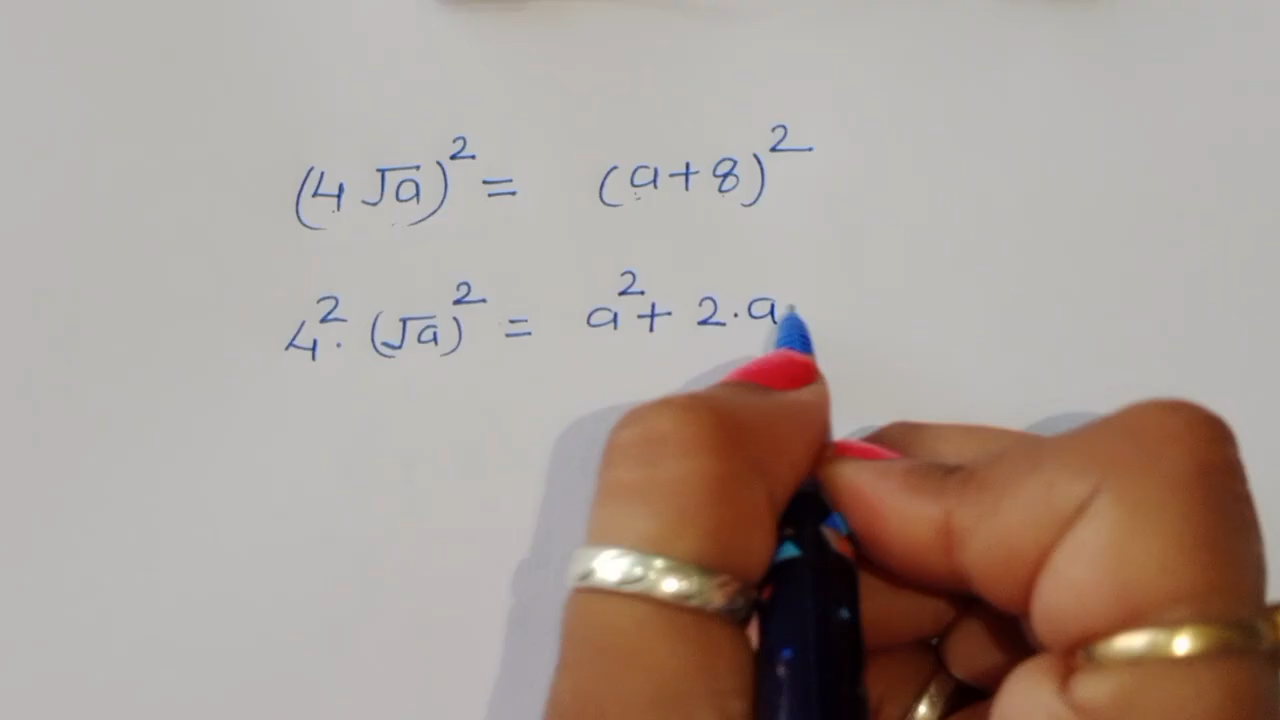 (4√a)² = (a+8)²
4²·(√a)² = a²+ 2·a